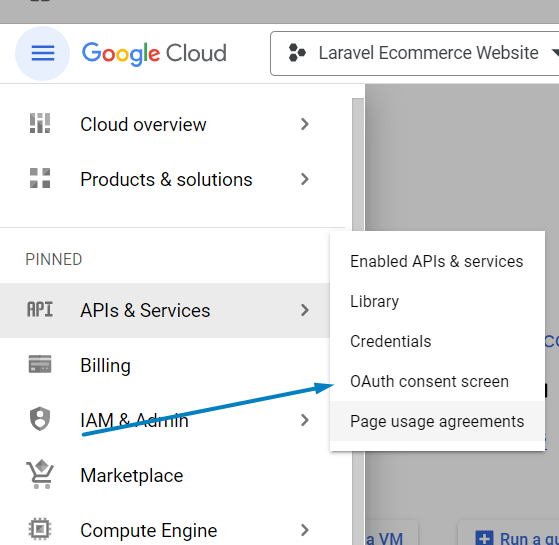 Google Cloud
Laravel Ecommerce Website
Cloud overview
Products & solutions
PINNED
API
APIs & Services
Billing
IAM & Admin
Marketplace
Compute Engine
Enabled APIs & services
Library
Credentials
OAuth consent screen
Page usage agreements
a VM
Run a qu